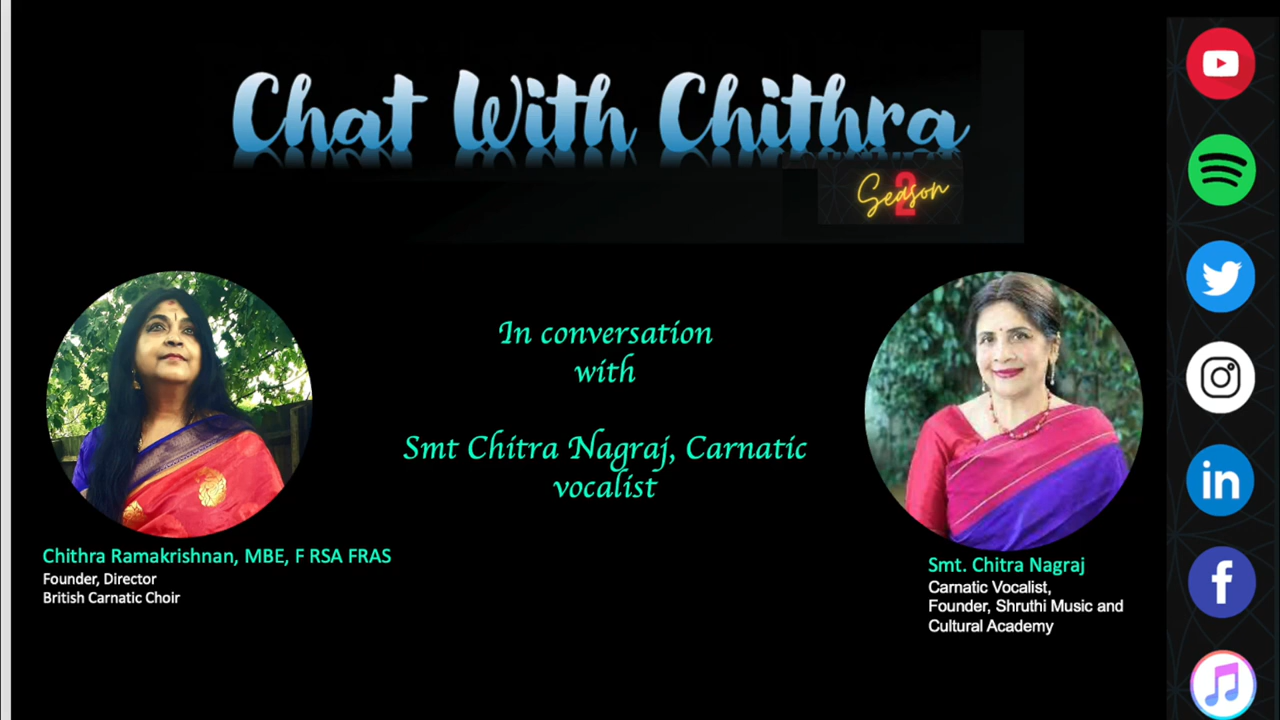 Chat With Chithra
Season 2
In conversation
with
Smt Chitra Nagraj, Carnatic
vocalist
Chithra Ramakrishnan, MBE, F RSA FRAS
Founder, Director
British Carnatic Choir
Smt. Chitra Nagraj
Carnatic Vocalist,
Founder, Shruthi Music and
Cultural Academy
in
f